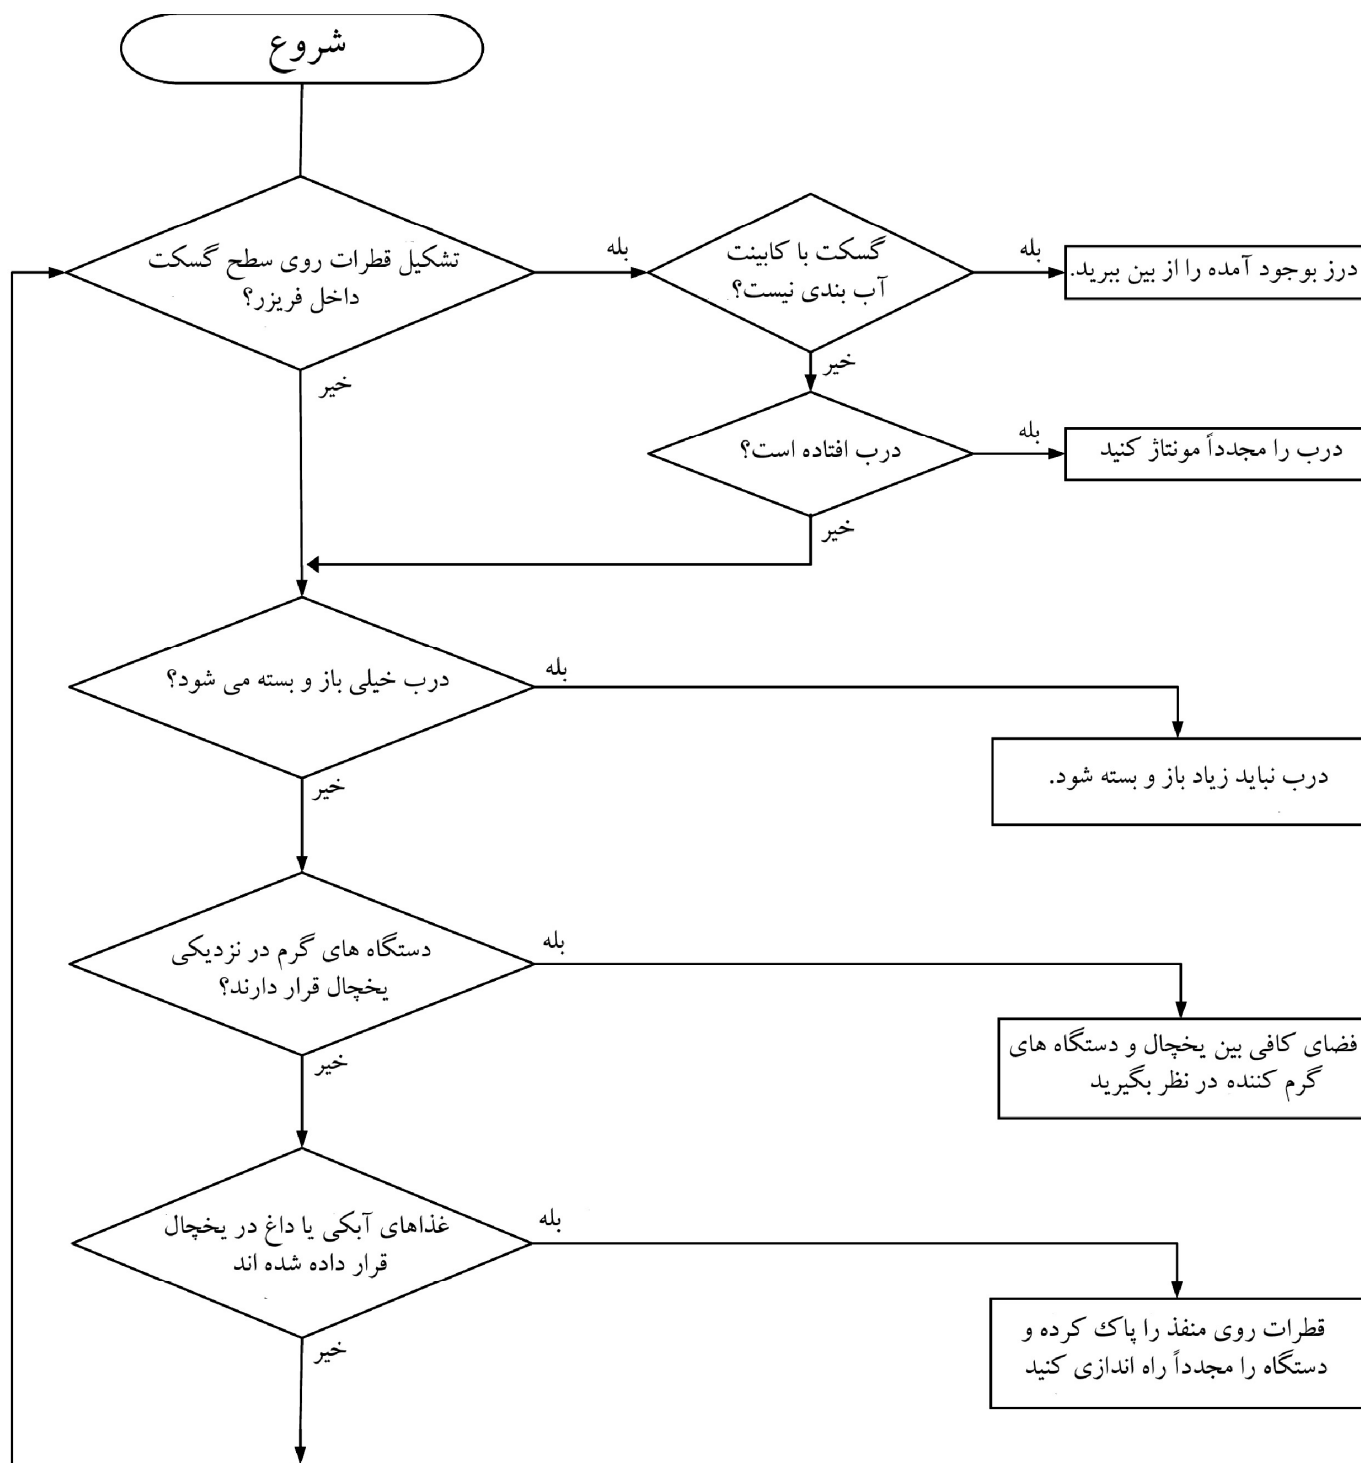 شروع
تشکیل قطرات روی سطح گسکت
داخل فریزر؟
بله
گسکت با کابینت
آب بندی نیست؟
بله
درز بوجود آمده را از بین ببرید.
خیر
خیر
درب افتاده است؟
بله
درب را مجدداً مونتاژ کنید
خیر
درب خیلی باز و بسته می شود؟
بله
درب نباید زیاد باز و بسته شود.
خیر
دستگاه های گرم در نزدیکی
یخچال قرار دارند؟
بله
فضای کافی بین یخچال و دستگاه های
گرم کننده در نظر بگیرید
خیر
غذاهای آبکی یا داغ در یخچال
قرار داده شده اند
بله
قطرات روی منفذ را پاک کرده و
دستگاه را مجدداً راه اندازی کنید
خیر